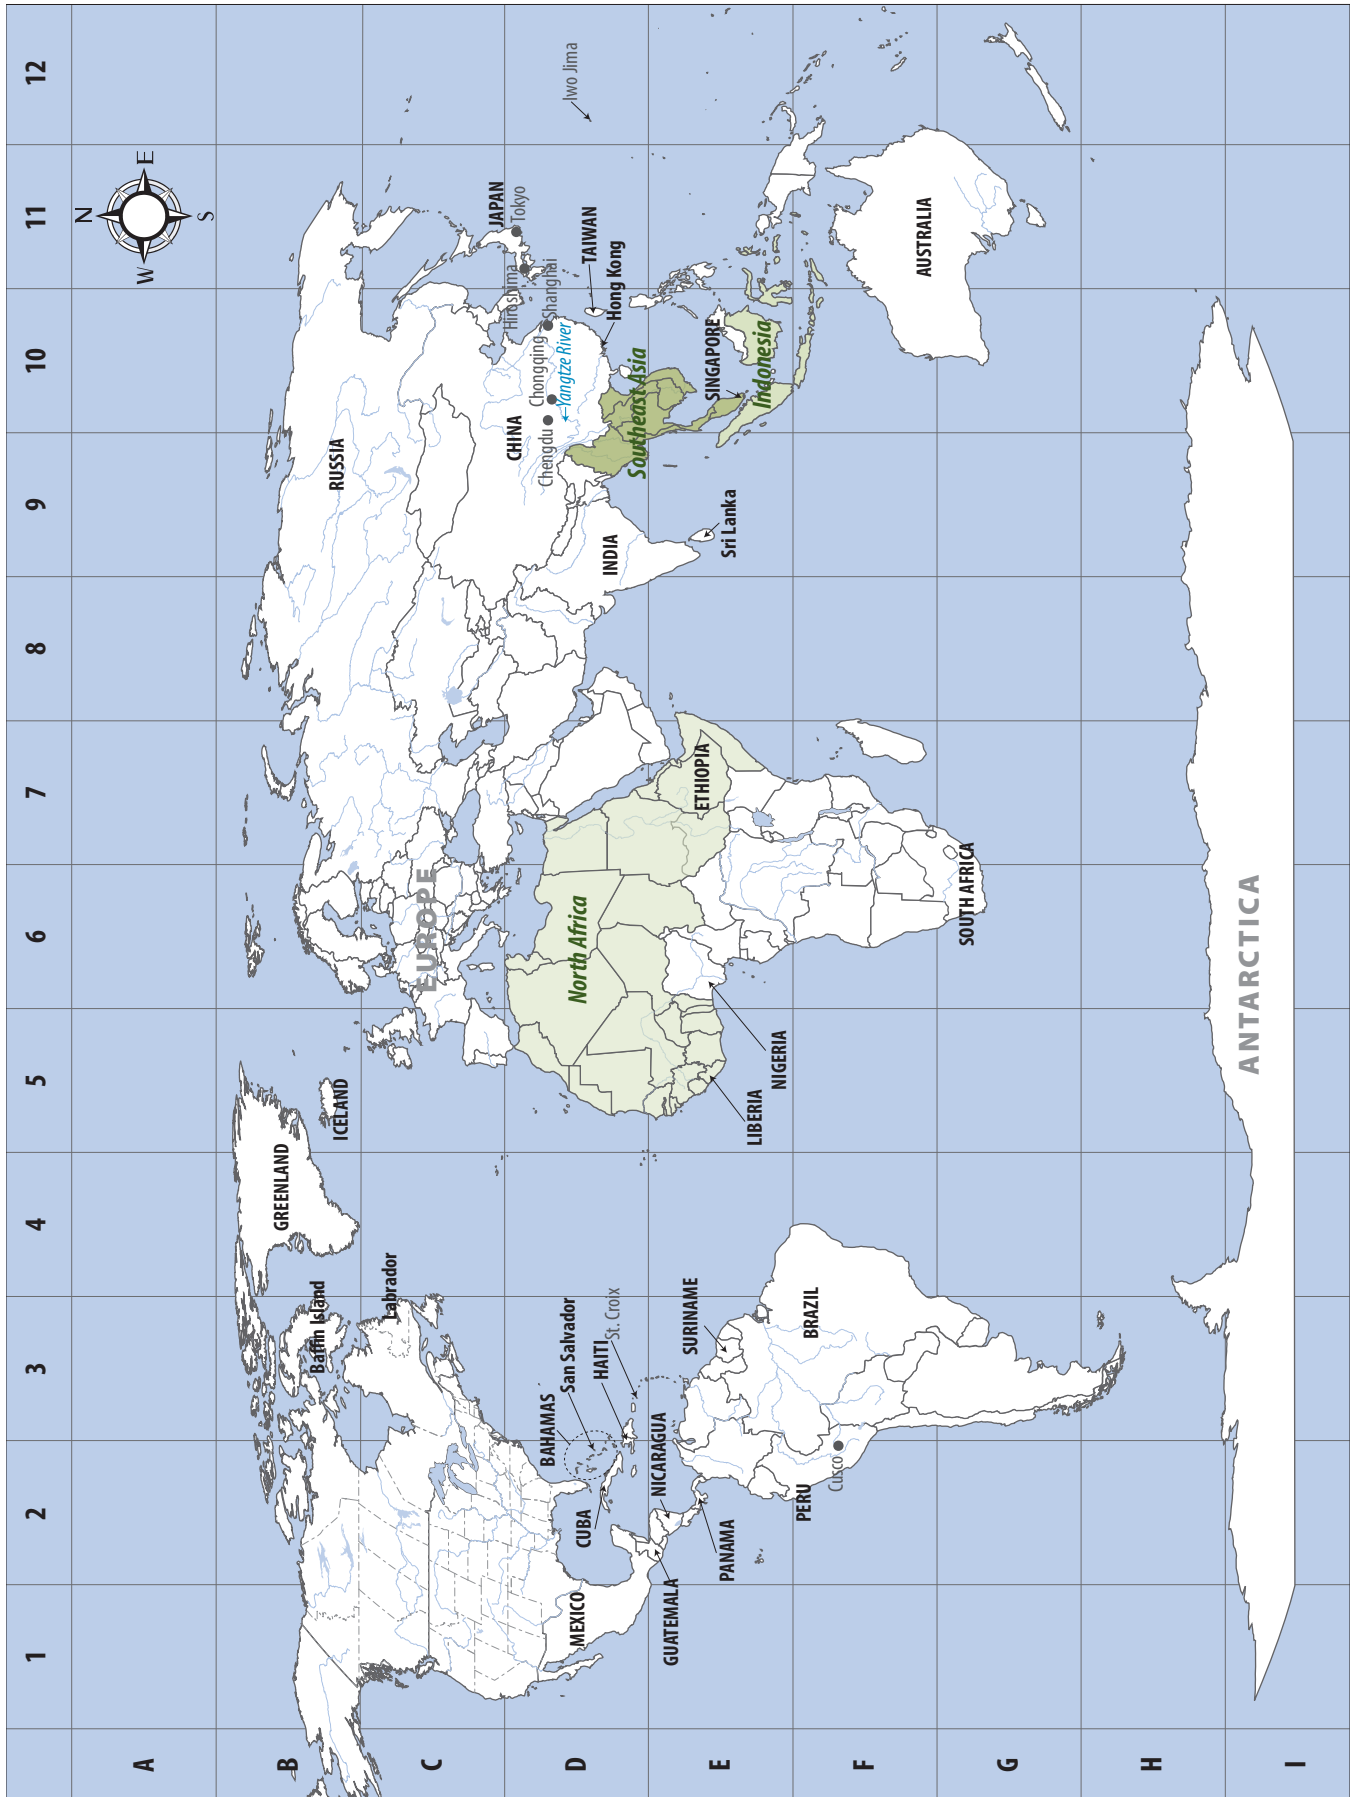 1
2
3
4
5
6
7
8
9
10
11
12
A
B
C
D
E
F
G
H
I
N
E
S
W
GREENLAND
ICELAND
Baffin Island
Labrador
EUROPE
RUSSIA
CHINA
Chengdu
Chongqing
Yangtze River
Shanghai
Hiroshima
JAPAN
Tokyo
TAIWAN
Hong Kong
Iwo Jima
Southeast Asia
SINGAPORE
Indonesia
INDIA
Sri Lanka
AUSTRALIA
North Africa
ETHIOPIA
NIGERIA
LIBERIA
SOUTH AFRICA
MEXICO
GUATEMALA
CUBA
BAHAMAS
San Salvador
HAITI
St. Croix
NICARAGUA
PANAMA
SURINAME
BRAZIL
PERU
Cusco
ANTARCTICA